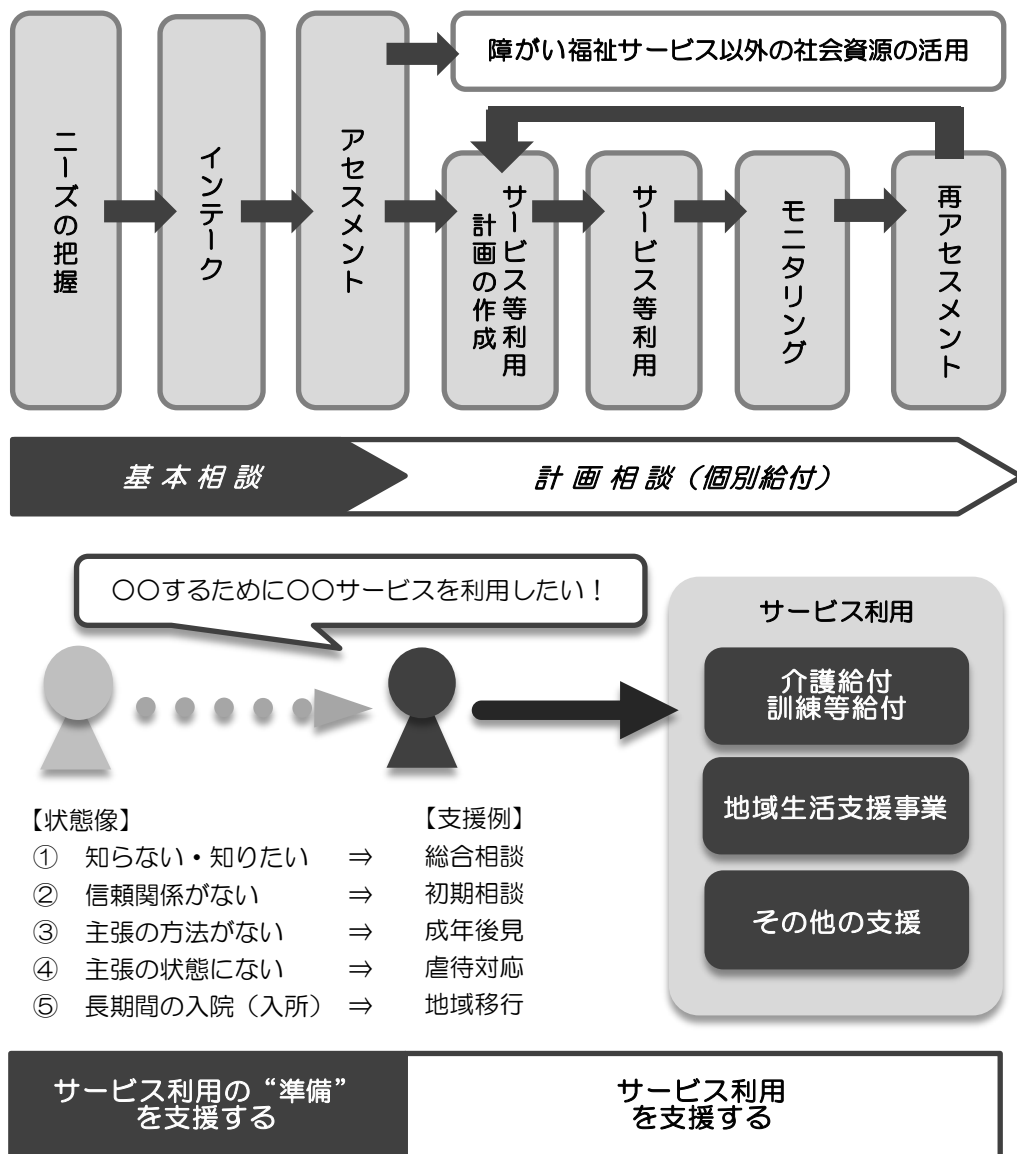 障がい福祉サービス以外の社会資源の活用
ニーズの把握
インテーク
アセスメント
サービス等利用
計画の作成
サービス等利用
モニタリング
再アセスメント
基本相談
計画相談（個別給付）
〇〇するために〇〇サービスを利用したい！
サービス利用
介護給付
訓練等給付
地域生活支援事業
その他の支援
【状態像】 【支援例】
① 知らない・知りたい ⇒ 総合相談
② 信頼関係がない ⇒ 初期相談
③ 主張の方法がない ⇒ 成年後見
④ 主張の状態にない ⇒ 虐待対応
⑤ 長期間の入院（入所） ⇒ 地域移行
サービス利用の“準備”
を支援する
サービス利用
を支援する